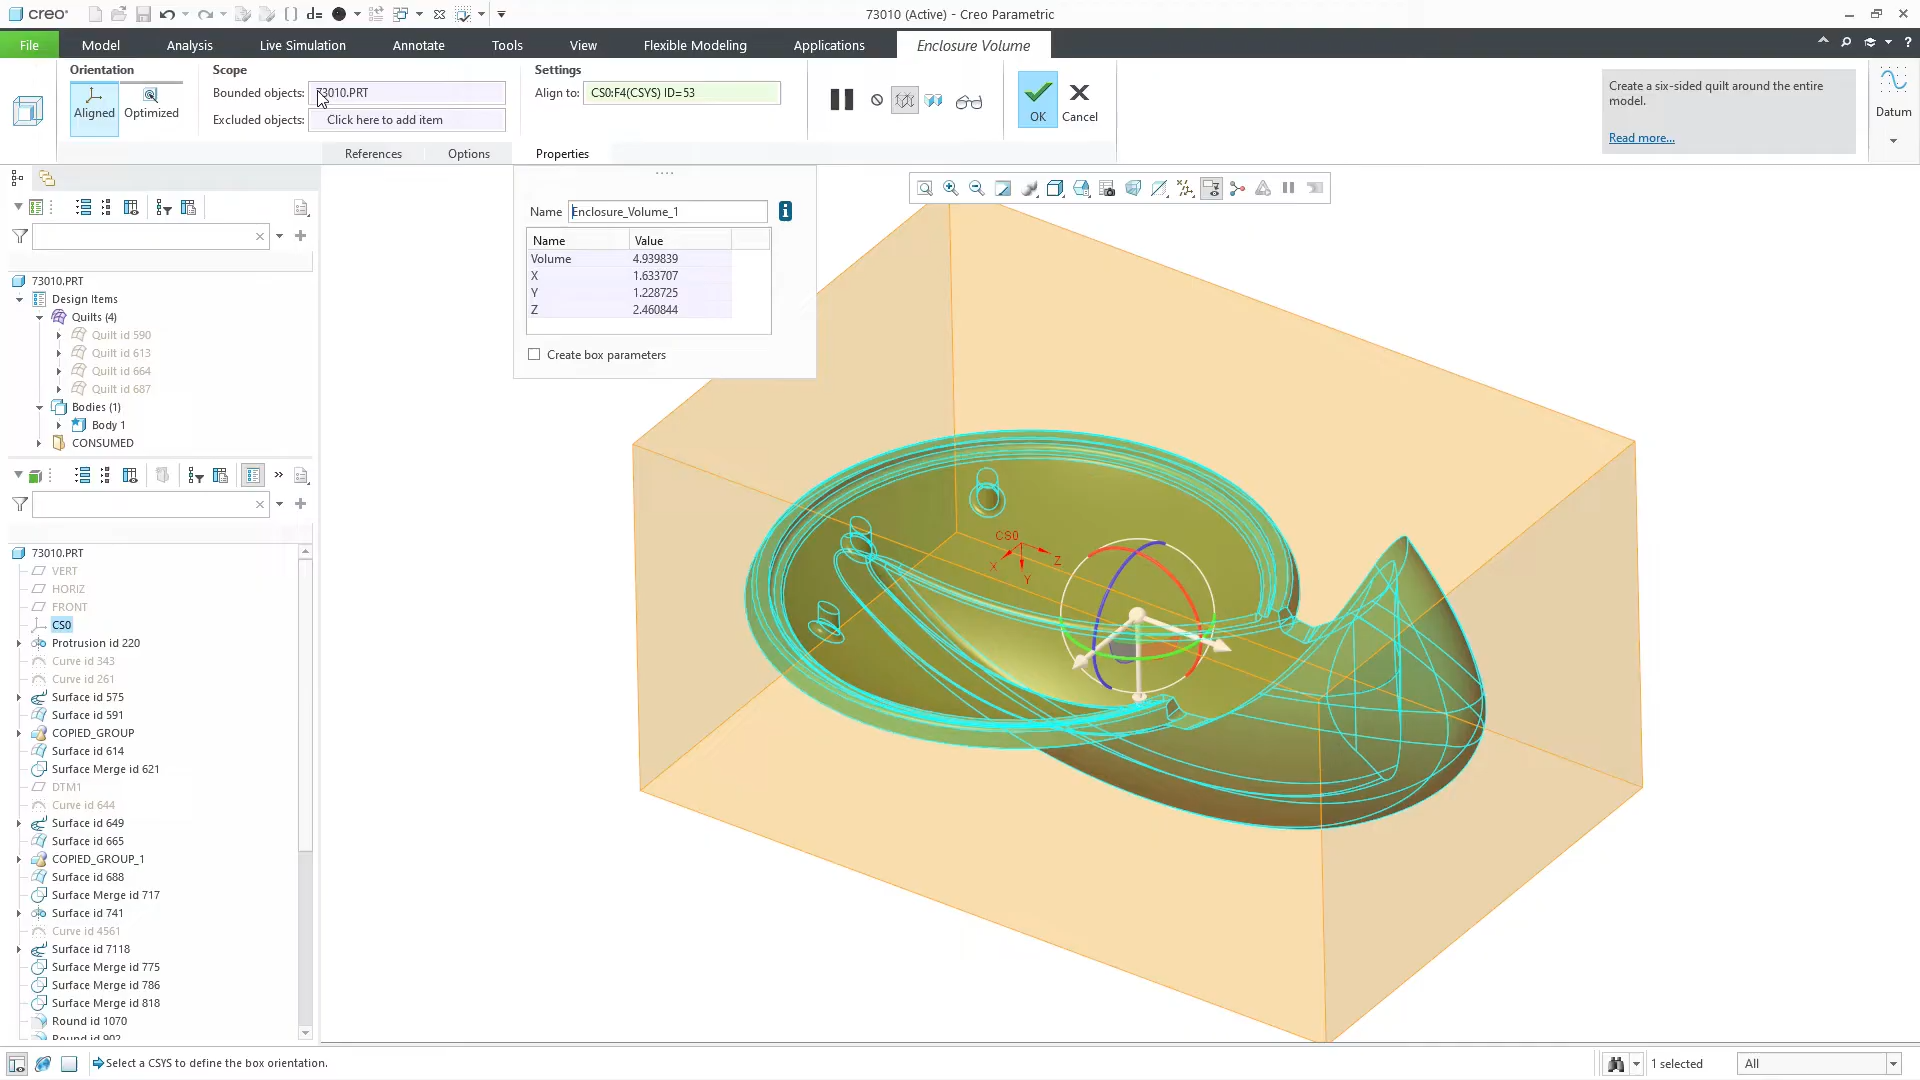 creo
d=
73010 (Active) - Creo Parametric
File
Model
Analysis
Live Simulation
Annotate
Tools
View
Flexible Modeling
Applications
Enclosure Volume
Orientation
Aligned
Optimized
Scope
Bounded objects: 73010.PRT
Excluded objects: Click here to add item
Settings
Align to: CS0:F4(CSYS) ID=53
OK
Cancel
Create a six-sided quilt around the entire
model.
Read more...
Datum
References
Options
Properties
Name Enclosure_Volume_1
Name Value
Volume 4.939839
X 1.633707
Y 1.228725
Z 2.460844
Create box parameters
73010.PRT
Design Items
Quilts (4)
Quilt id 590
Quilt id 613
Quilt id 664
Quilt id 687
Bodies (1)
Body 1
CONSUMED
73010.PRT
VERT
HORIZ
FRONT
CS0
Protrusion id 220
Curve id 343
Curve id 261
Surface id 575
Surface id 591
COPIED_GROUP
Surface id 614
Surface Merge id 621
DTM1
Curve id 644
Surface id 649
Surface id 665
COPIED_GROUP_1
Surface id 688
Surface Merge id 717
Surface id 741
Curve id 4561
Surface id 7118
Surface Merge id 775
Surface Merge id 786
Surface Merge id 818
Round id 1070
Round id 902
CS0
X
Y
Z
Select a CSYS to define the box orientation.
1 selected
All